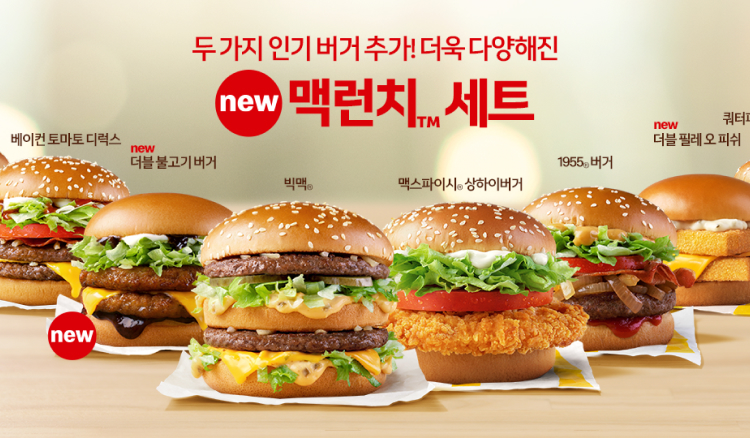 두 가지 인기 버거 추가! 더욱 다양해진
new 맥런치™ 세트
베이컨 토마토 디럭스
new
더블 불고기 버거
빅맥®
맥스파이시® 상하이버거
1955® 버거
new
더블 필레 오 피쉬
쿼터파
new